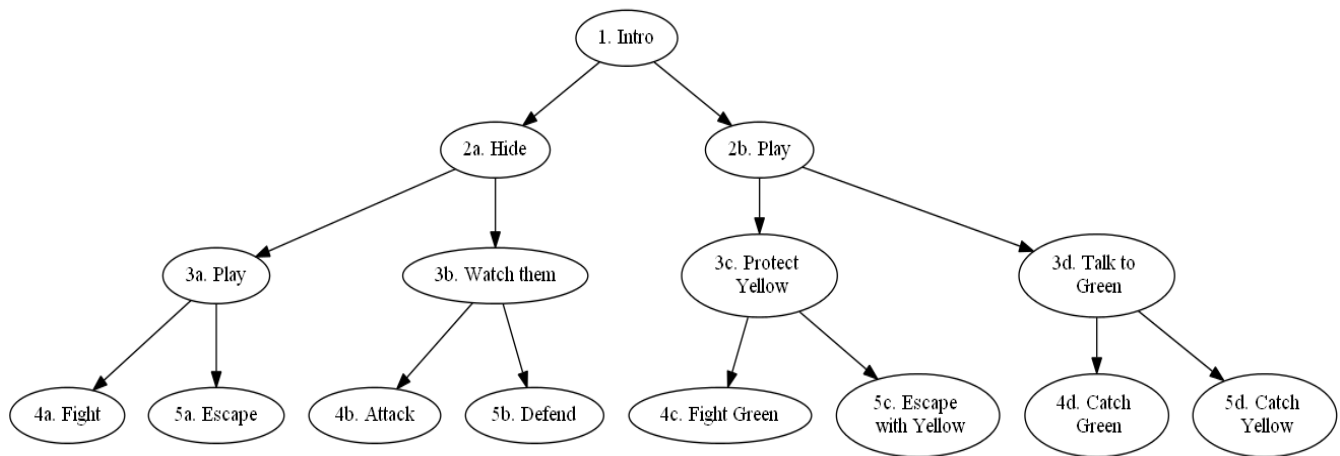 1. Intro
2a. Hide
2b. Play
3a. Play
3b. Watch them
3c. Protect
Yellow
3d. Talk to
Green
4a. Fight
5a. Escape
4b. Attack
5b. Defend
4c. Fight Green
5c. Escape
with Yellow
4d. Catch
Green
5d. Catch
Yellow